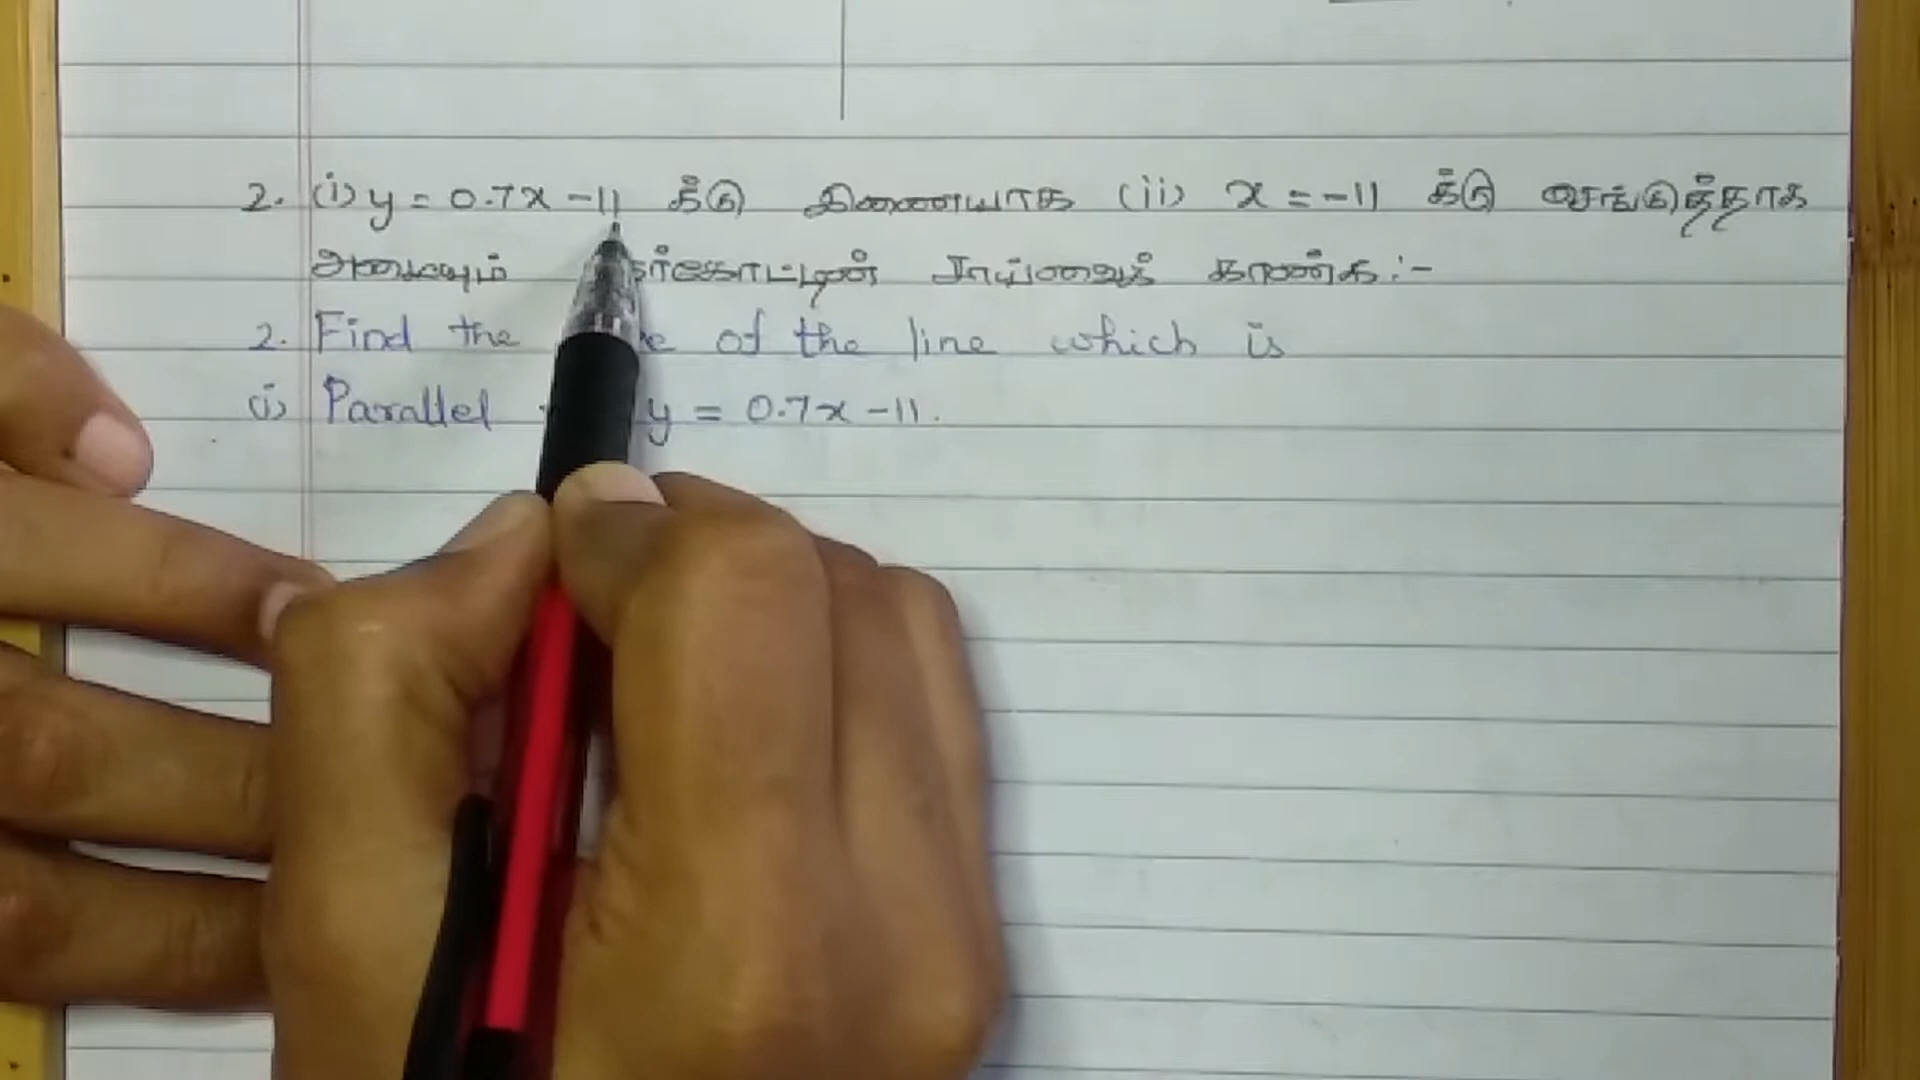 2. (i) y = 0.7x -11 க்கு இணையாக (ii) x = -11 க்கு செங்குத்தாக
அமையும் சாய்வைக் காண்க :-
2. Find the of the line which is
(i) Parallel y = 0.7x -11.